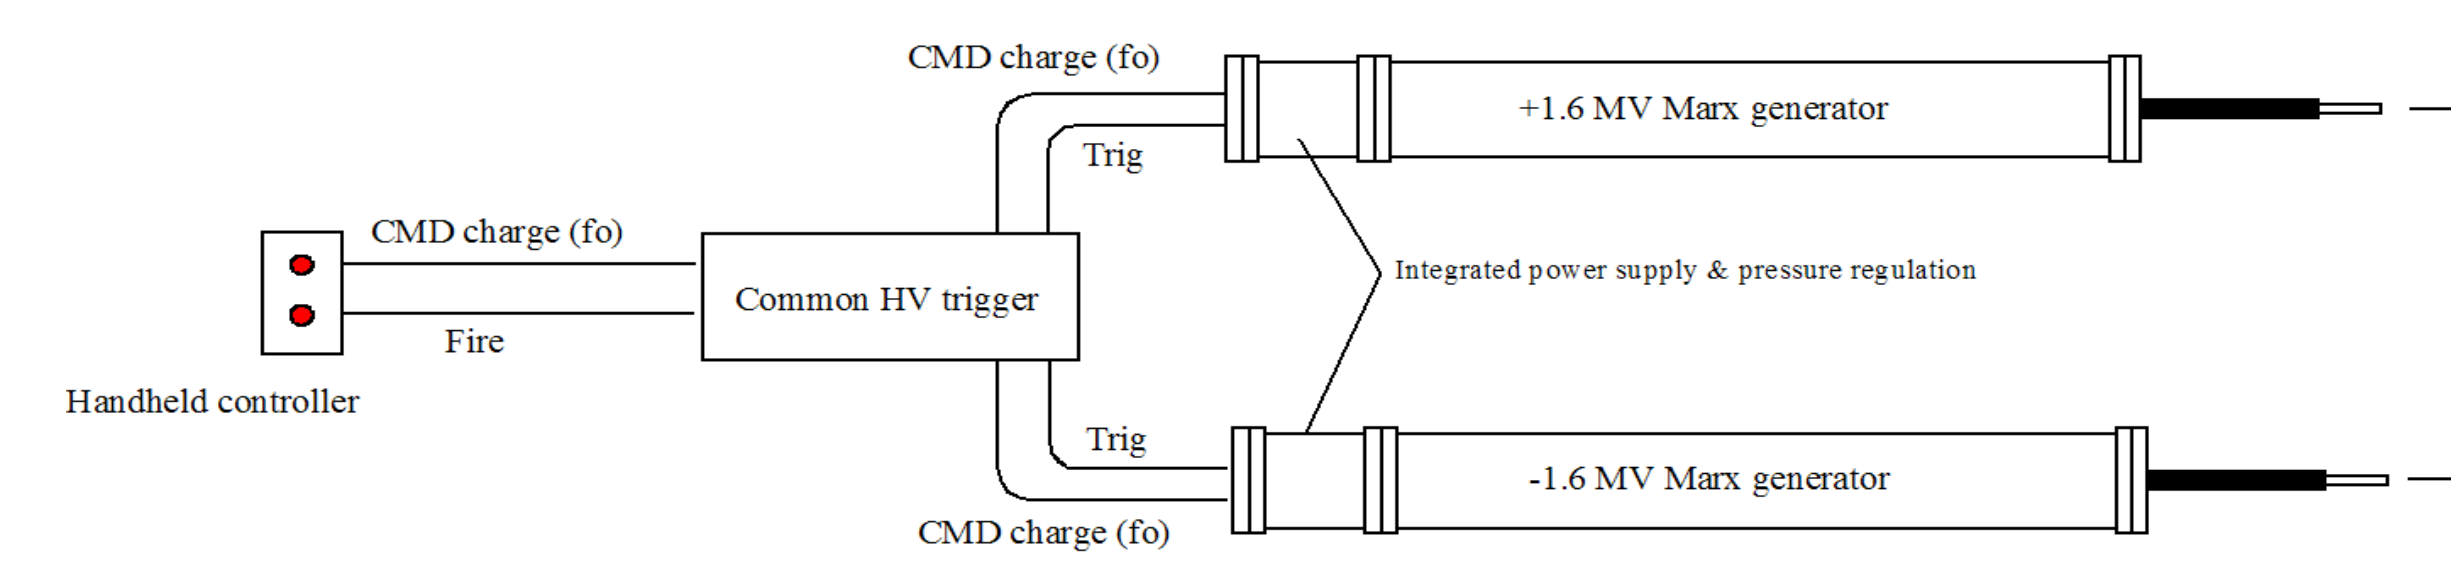 CMD charge (fo)
+1.6 MV Marx generator
Trig
CMD charge (fo)
Common HV trigger
Integrated power supply & pressure regulation
Fire
Handheld controller
Trig
-1.6 MV Marx generator
CMD charge (fo)